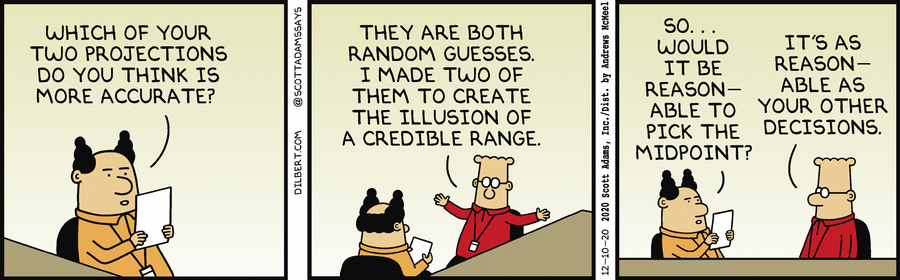 WHICH OF YOUR
TWO PROJECTIONS
DO YOU THINK IS
MORE ACCURATE?
DILBERT.COM @SCOTTADAMSSAYS
THEY ARE BOTH
RANDOM GUESSES.
I MADE TWO OF
THEM TO CREATE
THE ILLUSION OF
A CREDIBLE RANGE.
12-10-20 2020 Scott Adams, Inc./Dist. by Andrews McMeel
SO...
WOULD
IT BE
REASON–
ABLE TO
PICK THE
MIDPOINT?
IT'S AS
REASON–
ABLE AS
YOUR OTHER
DECISIONS.